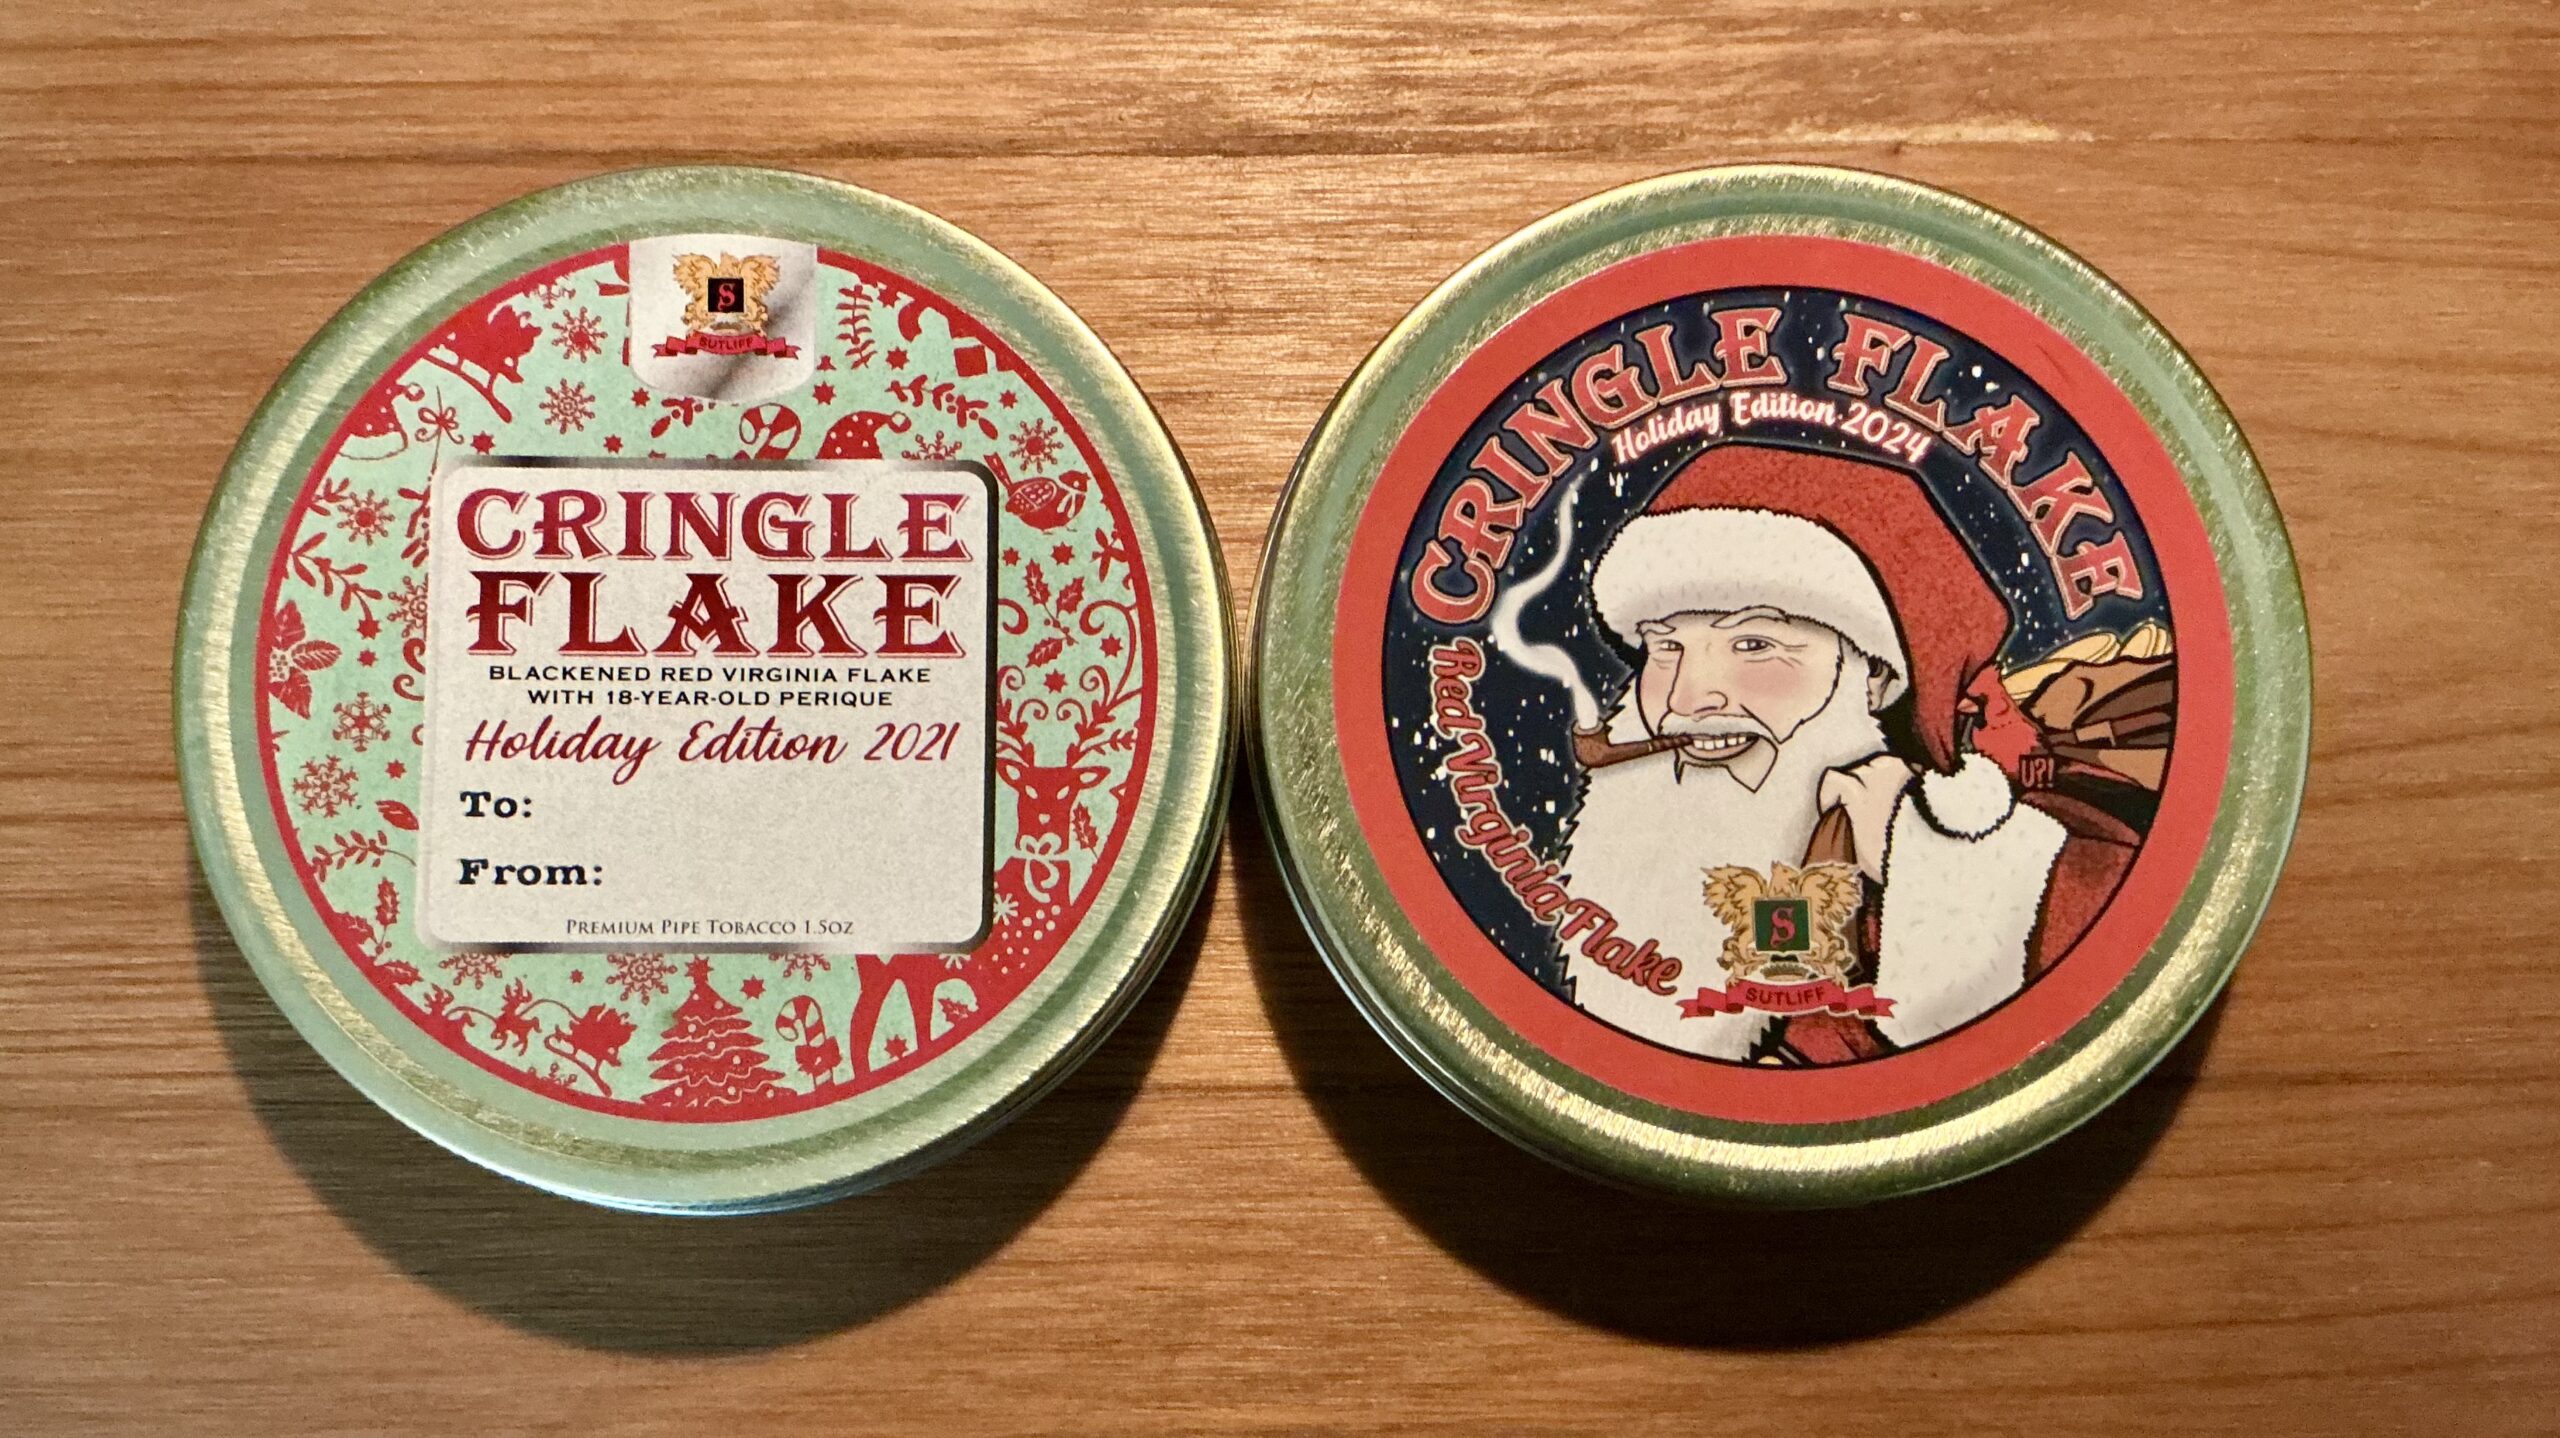 S
SUTLIFF
CRINGLE
FLAKE
BLACKENED RED VIRGINIA FLAKE
WITH 18-YEAR-OLD PERIQUE
Holiday Edition 2021
To:
From:
PREMIUM PIPE TOBACCO 1.5OZ
CRINGLE FLAKE
Holiday Edition·2024
Red Virginia Flake
U?!
S
SUTLIFF